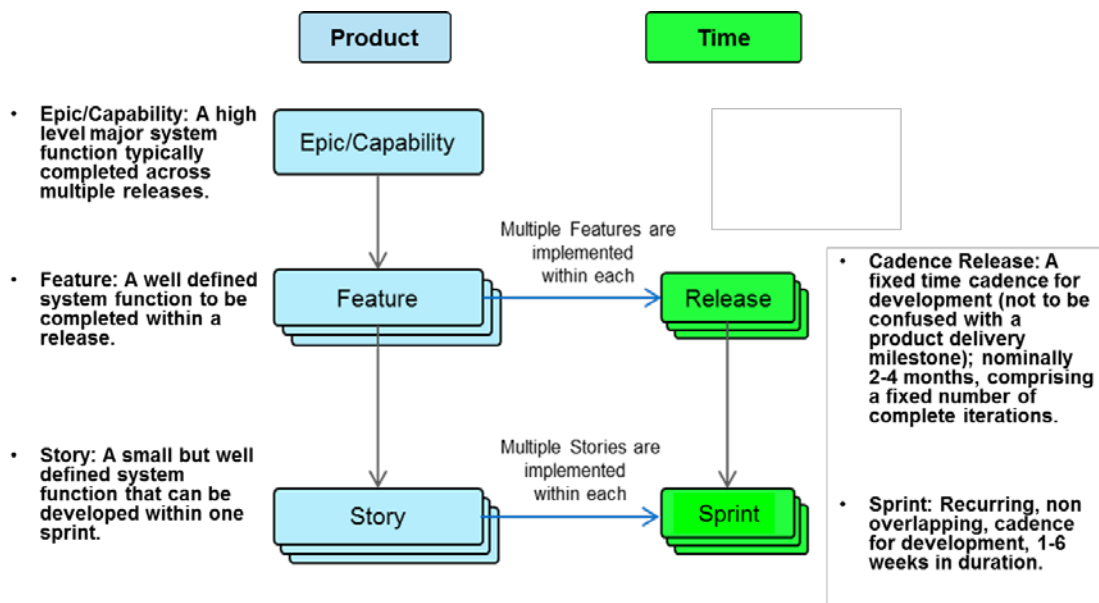 Product
Time
• Epic/Capability: A high
level major system
function typically
completed across
multiple releases.
Epic/Capability
Multiple Features are
implemented
within each
• Feature: A well defined
system function to be
completed within a
release.
Feature
Release
• Cadence Release: A
fixed time cadence for
development (not to be
confused with a
product delivery
milestone); nominally
2-4 months, comprising
a fixed number of
complete iterations.
Multiple Stories are
implemented
within each
• Story: A small but well
defined system
function that can be
developed within one
sprint.
Story
Sprint
• Sprint: Recurring, non
overlapping, cadence
for development, 1-6
weeks in duration.